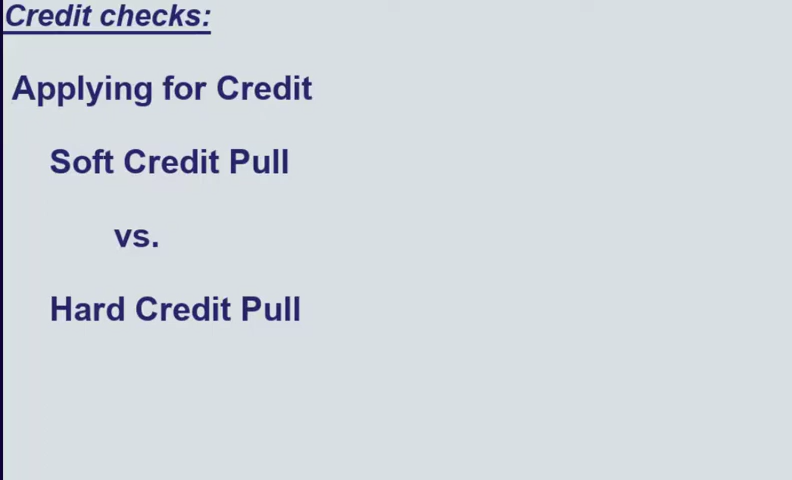 Credit checks:
Applying for Credit
Soft Credit Pull
vs.
Hard Credit Pull